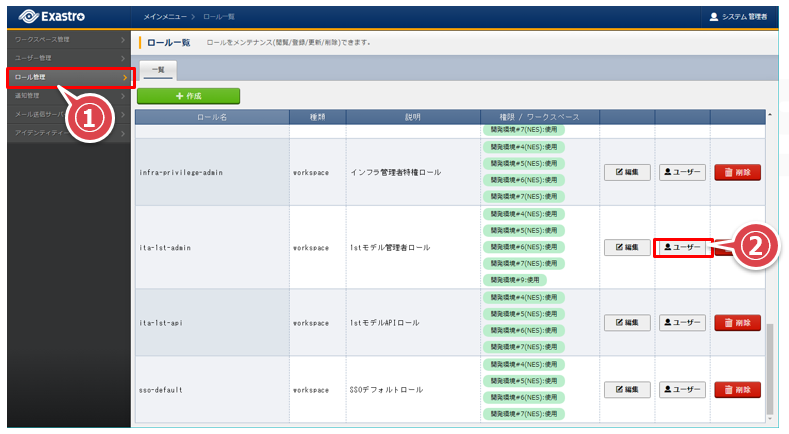 Exastro
メインメニュー > ロール一覧
システム 管理者
ワークスペース管理
ユーザー管理
ロール管理
通知管理
メール送信サーバ
アイデンティティー
①
ロール一覧
ロールをメンテナンス(閲覧/登録/更新/削除)できます。
一覧
+ 作成
ロール名 種類 説明 権限 / ワークスペース
開発環境#7(NES):使用
infra-privilege-admin workspace インフラ管理者特権ロール
開発環境#4(NES):使用
開発環境#5(NES):使用
開発環境#6(NES):使用
開発環境#7(NES):使用
編集 ユーザー 削除
ita-1st-admin workspace 1stモデル管理者ロール
開発環境#4(NES):使用
開発環境#5(NES):使用
開発環境#6(NES):使用
開発環境#7(NES):使用
開発環境#9:使用
編集 ユーザー
②
ita-1st-api workspace 1stモデルAPIロール
開発環境#4(NES):使用
開発環境#5(NES):使用
開発環境#6(NES):使用
開発環境#7(NES):使用
編集 ユーザー 削除
sso-default workspace SSOデフォルトロール
開発環境#4(NES):使用
開発環境#5(NES):使用
開発環境#6(NES):使用
開発環境#7(NES):使用
編集 ユーザー 削除